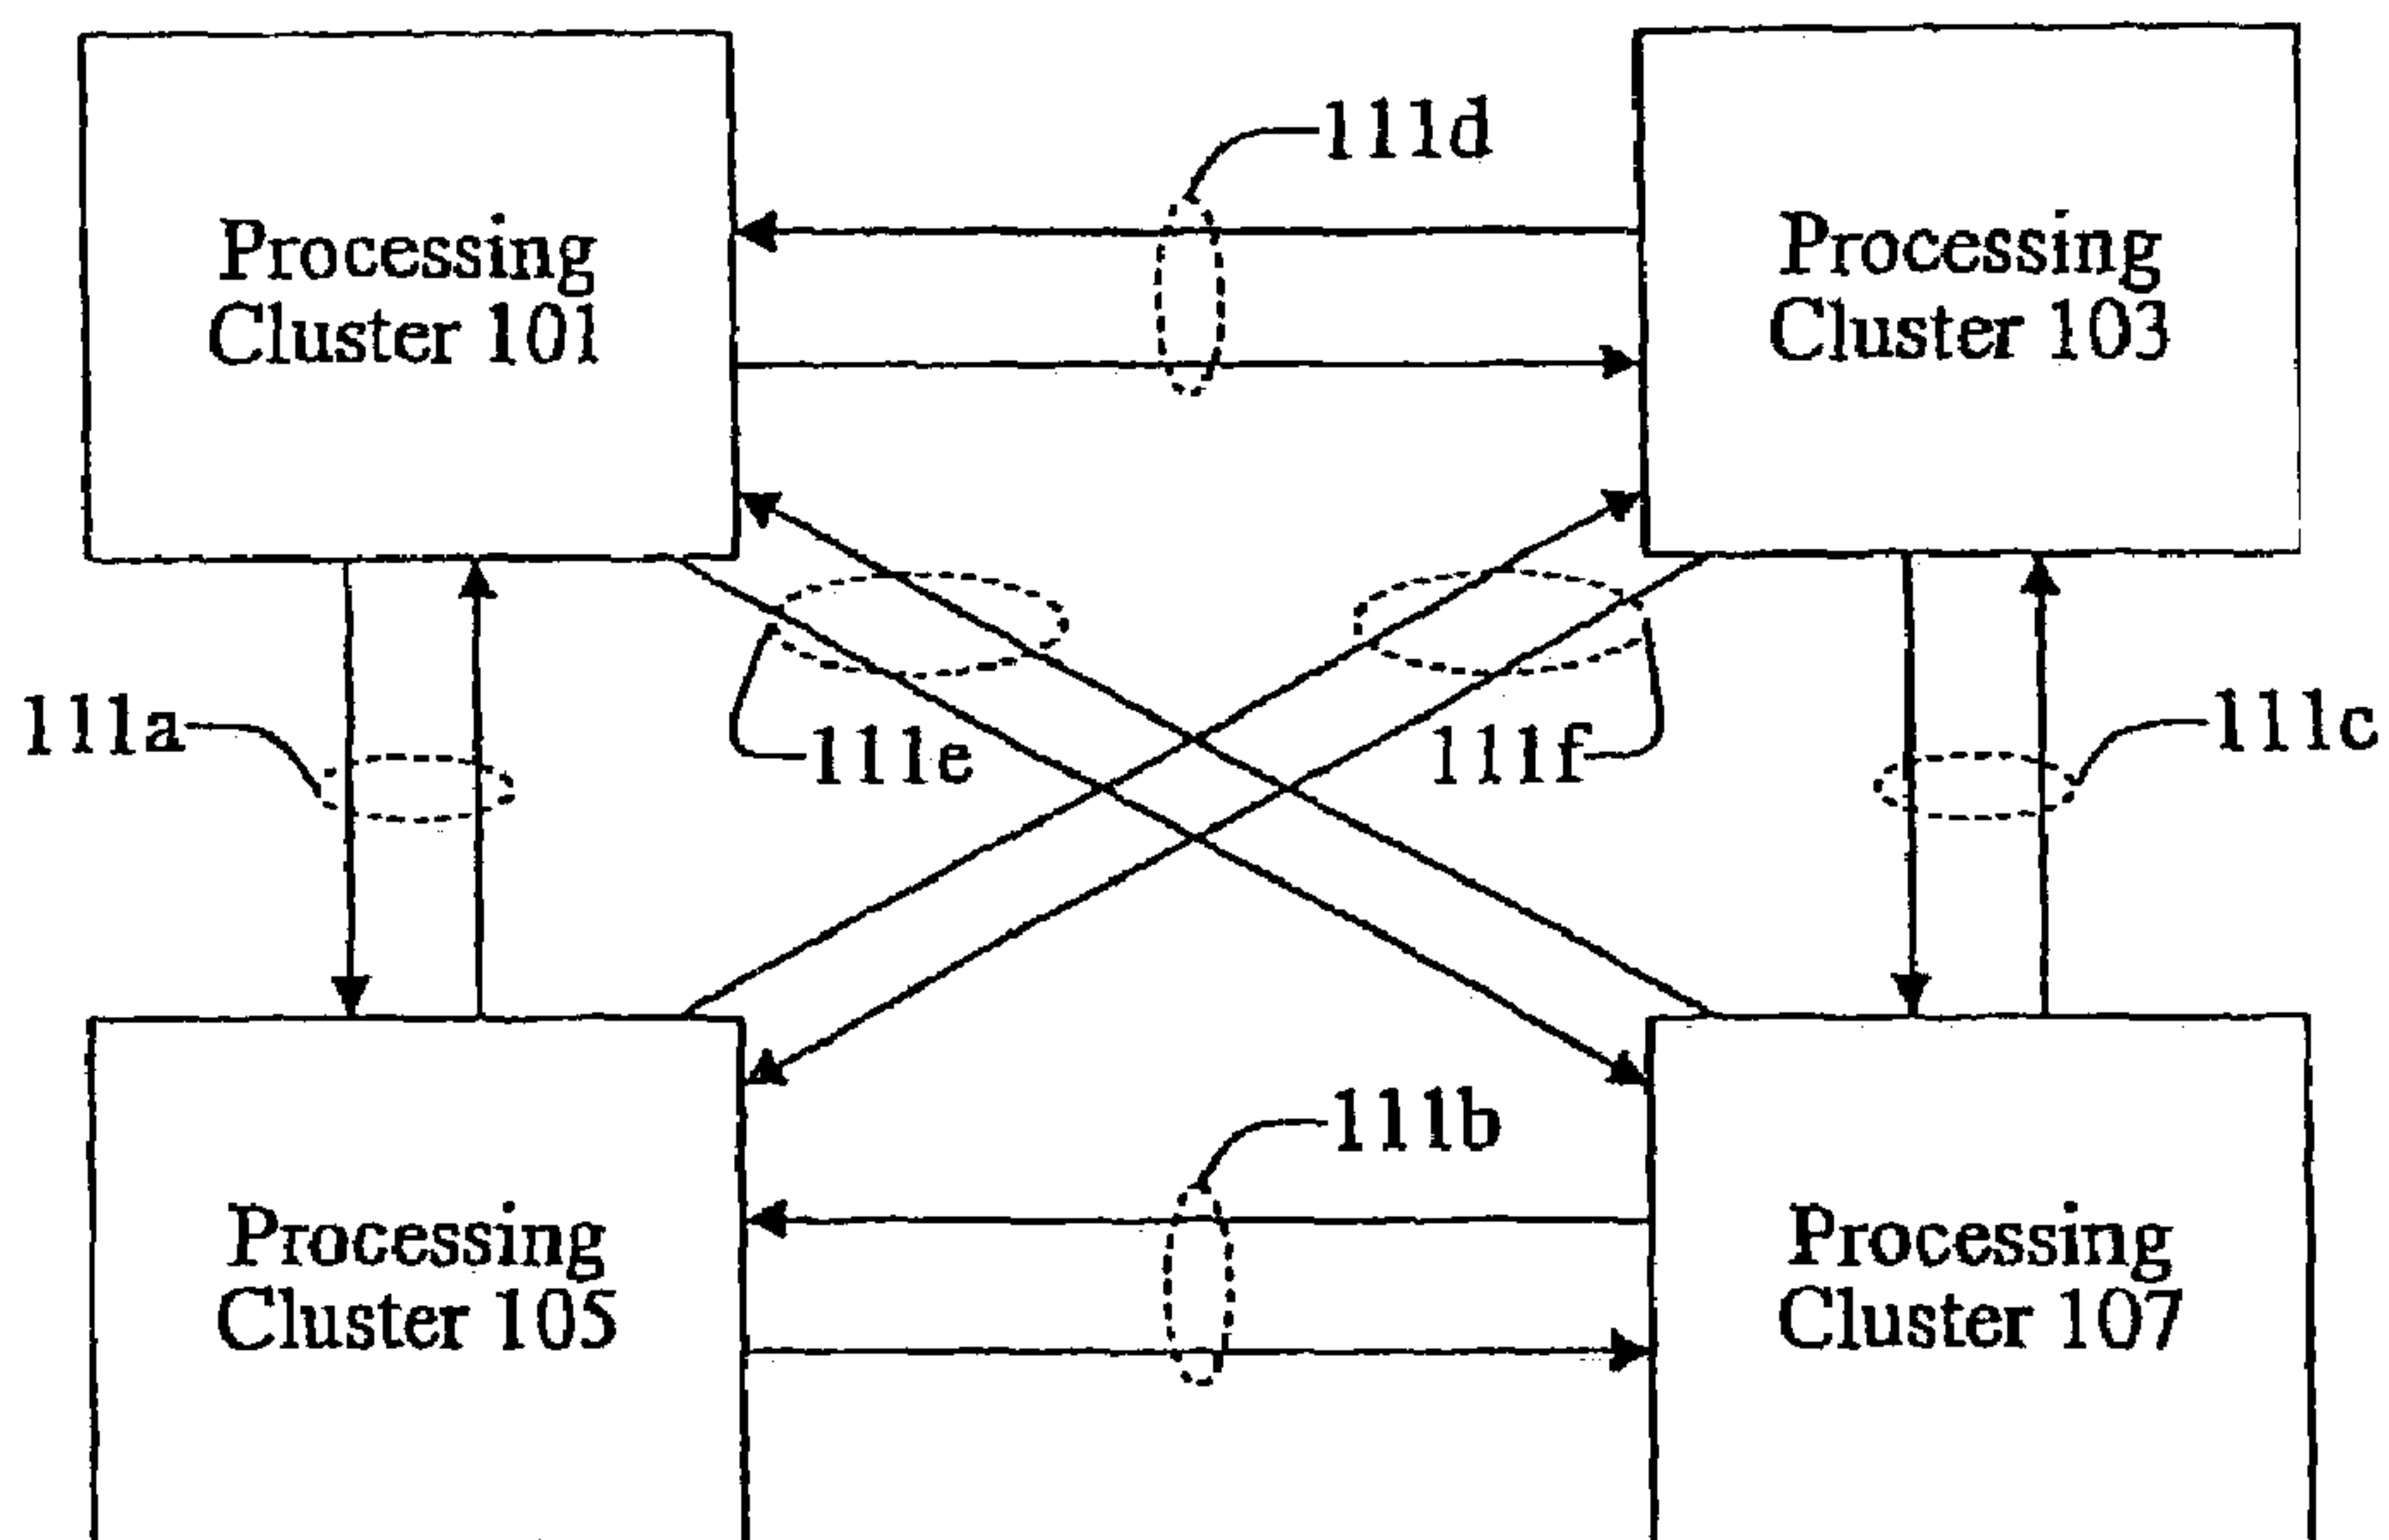 111d
Processing
Cluster 101
Processing
Cluster 103
111a
111e
111f
111c
111b
Processing
Cluster 105
Processing
Cluster 107